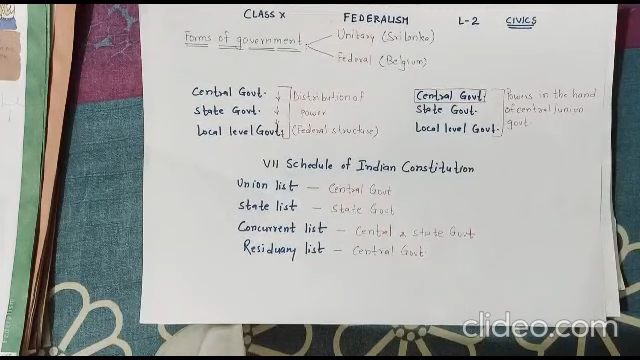 CLASS X FEDERALISM L-2 CIVICS
Forms of government
Unitary (Srilanka)
Federal (Belgium)
Central Govt.
State Govt.
Local level Govt.
Distribution of
power
(Federal structure)
Central Govt.
State Govt.
Local level Govt.
Powers in the hand
of central/union
govt.
VII Schedule of Indian Constitution
Union list - Central Govt
State list - State Govt
Concurrent list - Central & State Govt
Residuary list - Central Govt.
clideo.com